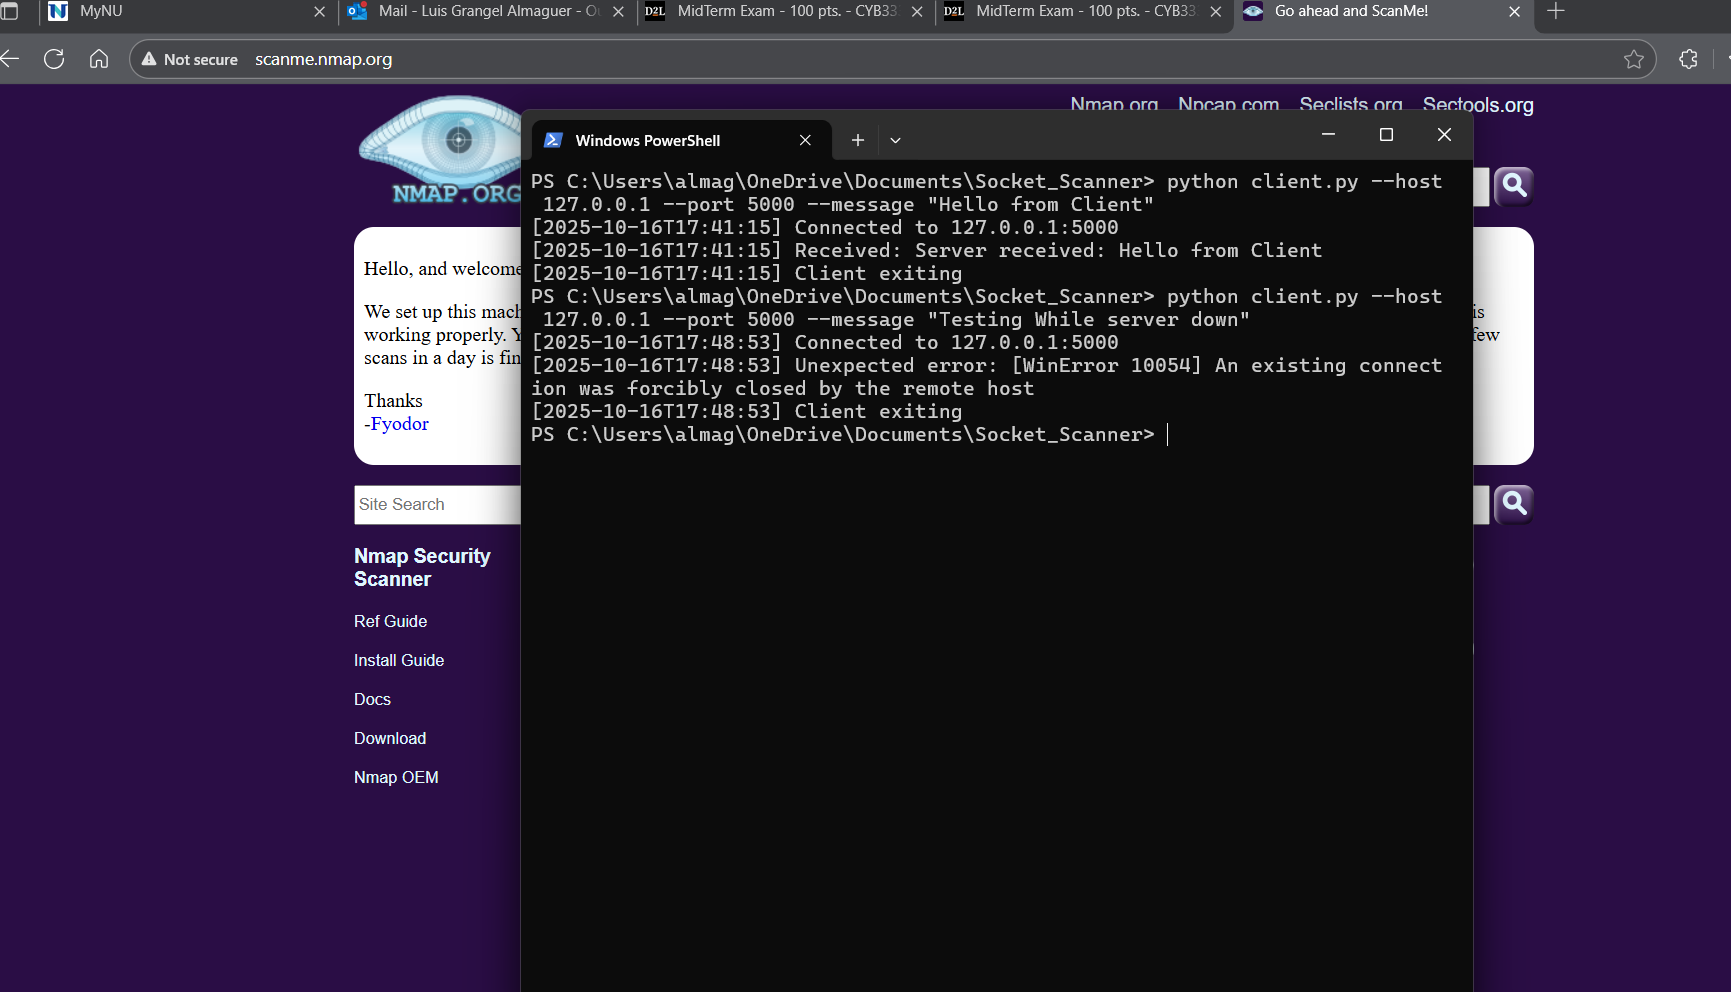 MyNU
Mail - Luis Grangel Almaguer - Ou
D2L MidTerm Exam - 100 pts. - CYB33
D2L MidTerm Exam - 100 pts. - CYB33
Go ahead and ScanMe!
Not secure scanme.nmap.org
Nmap.org Npcap.com Seclists.org Sectools.org
NMAP.ORG
Windows PowerShell
PS C:\Users\almag\OneDrive\Documents\Socket_Scanner> python client.py --host
127.0.0.1 --port 5000 --message "Hello from Client"
[2025-10-16T17:41:15] Connected to 127.0.0.1:5000
[2025-10-16T17:41:15] Received: Server received: Hello from Client
[2025-10-16T17:41:15] Client exiting
PS C:\Users\almag\OneDrive\Documents\Socket_Scanner> python client.py --host
127.0.0.1 --port 5000 --message "Testing While server down"
[2025-10-16T17:48:53] Connected to 127.0.0.1:5000
[2025-10-16T17:48:53] Unexpected error: [WinError 10054] An existing connect
ion was forcibly closed by the remote host
[2025-10-16T17:48:53] Client exiting
PS C:\Users\almag\OneDrive\Documents\Socket_Scanner>
Hello, and welcome
We set up this mach
is
working properly. Y
few
scans in a day is fin
Thanks
-Fyodor
Site Search
Nmap Security
Scanner
Ref Guide
Install Guide
Docs
Download
Nmap OEM